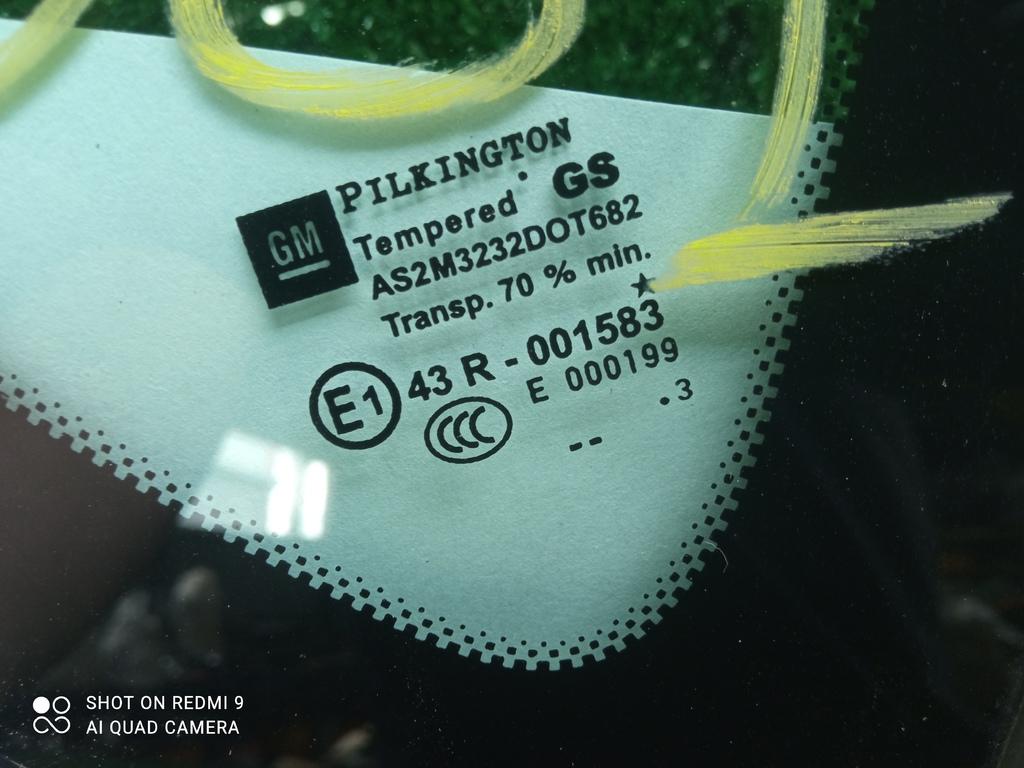 PILKINGTON
GM
Tempered GS
AS2M3232DOT682
Transp. 70 % min.
E1 43 R - 001583
CCC E 000199
.3
--
SHOT ON REDMI 9
AI QUAD CAMERA